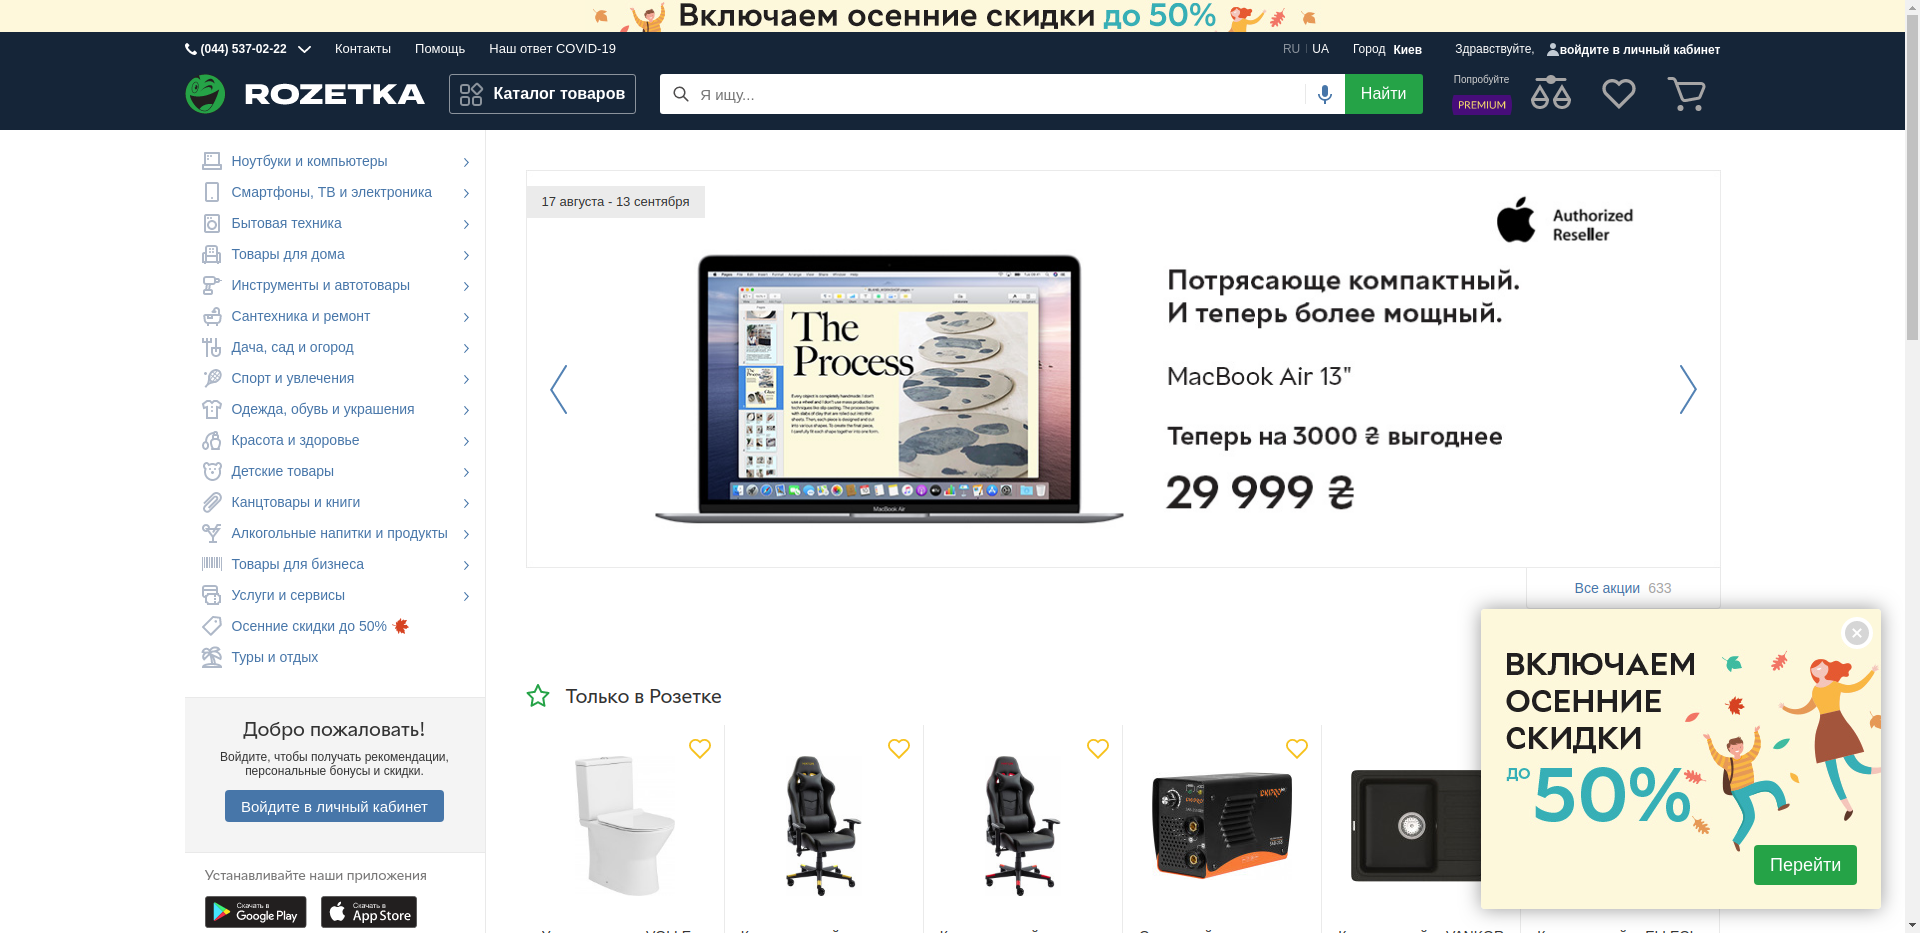 Включаем осенние скидки до 50%
(044) 537-02-22
Контакты
Помощь
Наш ответ COVID-19
RU
UA
Город Киев
Здравствуйте, войдите в личный кабинет
ROZETKA
Каталог товаров
Я ищу...
Найти
Попробуйте
PREMIUM
Ноутбуки и компьютеры
Смартфоны, ТВ и электроника
Бытовая техника
Товары для дома
Инструменты и автотовары
Сантехника и ремонт
Дача, сад и огород
Спорт и увлечения
Одежда, обувь и украшения
Красота и здоровье
Детские товары
Канцтовары и книги
Алкогольные напитки и продукты
Товары для бизнеса
Услуги и сервисы
Осенние скидки до 50%
Туры и отдых
Добро пожаловать!
Войдите, чтобы получать рекомендации,
персональные бонусы и скидки.
Войдите в личный кабинет
Устанавливайте наши приложения
Скачать в
Google Play
Скачать в
App Store
17 августа - 13 сентября
Authorized
Reseller
The
Process
MacBook Air
Потрясающе компактный.
И теперь более мощный.
MacBook Air 13"
Теперь на 3000 ₴ выгоднее
29 999 ₴
Все акции 633
Только в Розетке
ВКЛЮЧАЕМ
ОСЕННИЕ
СКИДКИ
ДО
50%
Перейти